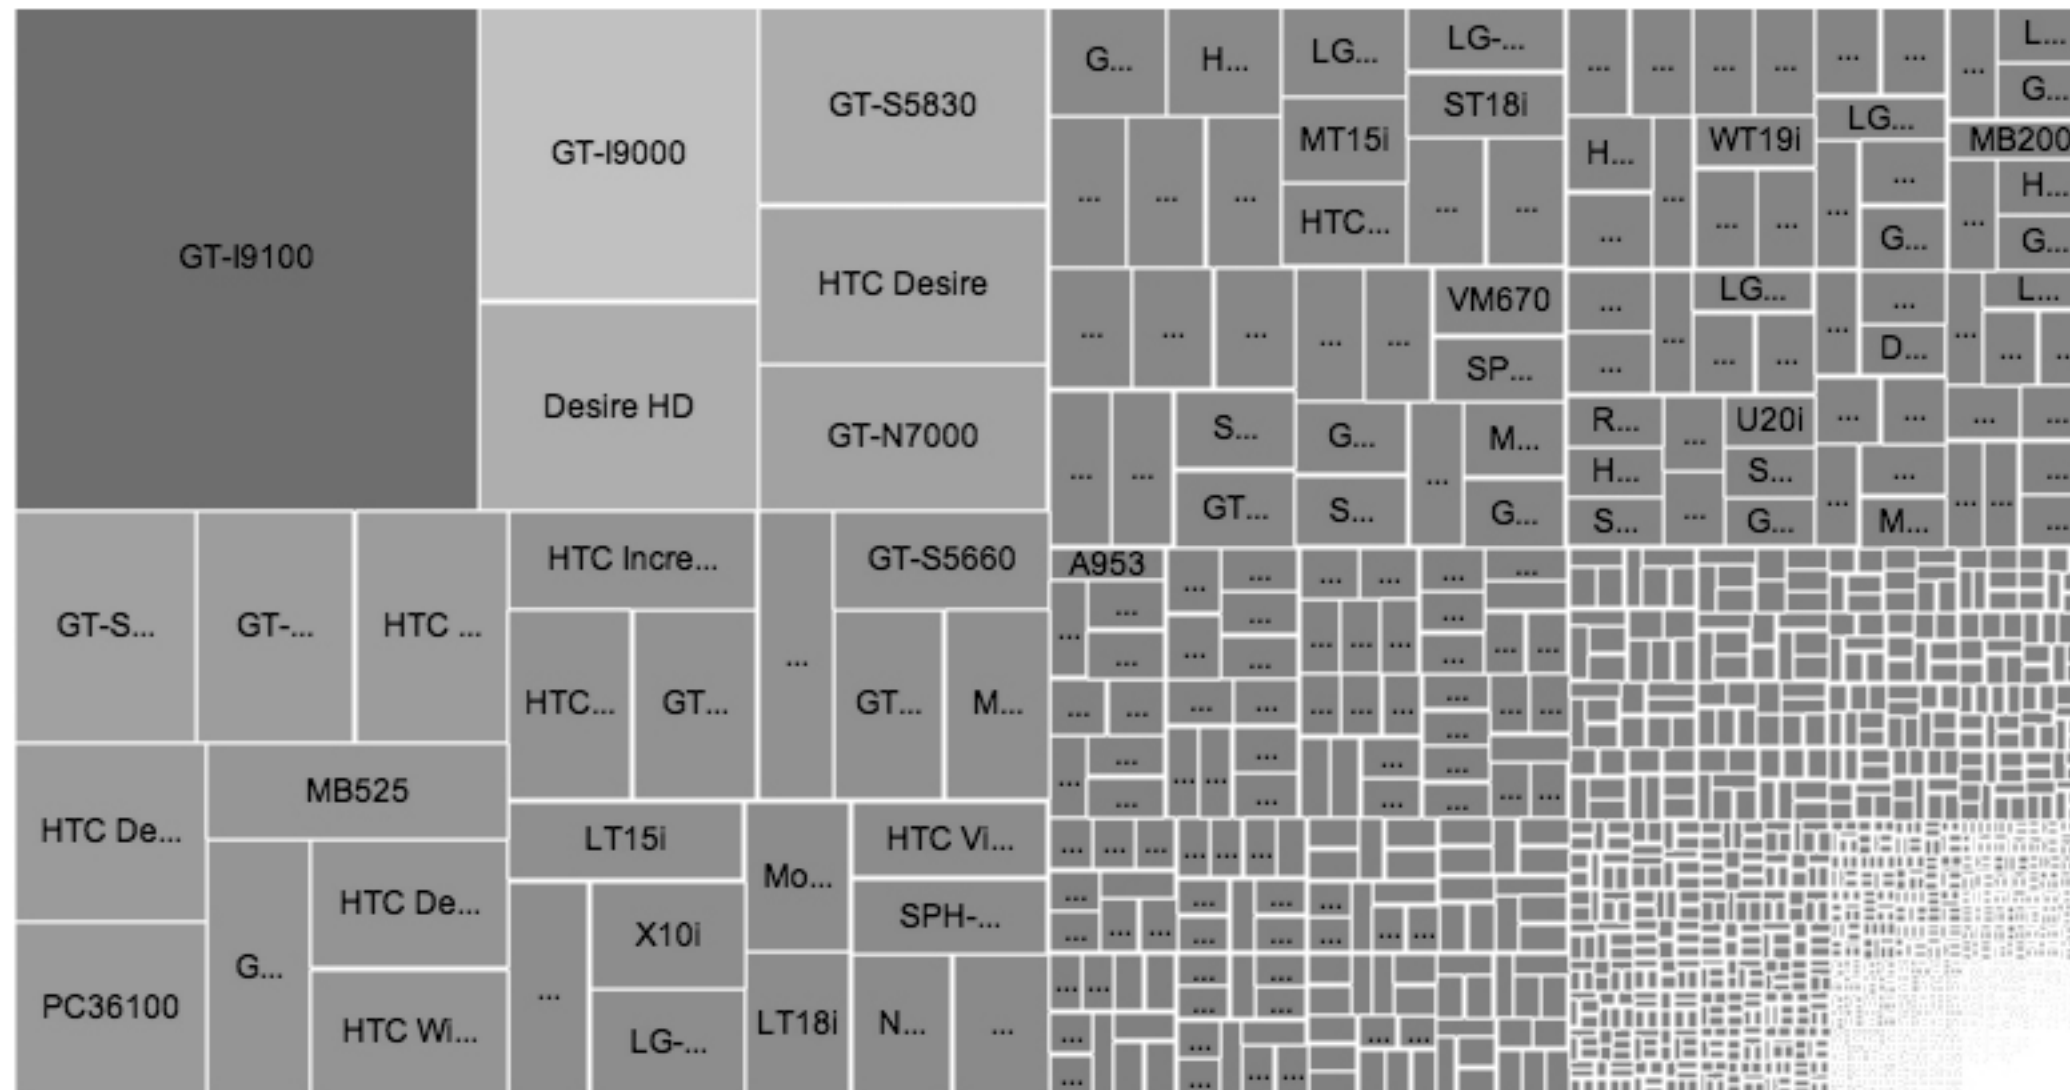 GT-I9100
GT-I9000
GT-S5830
HTC Desire
Desire HD
GT-N7000
GT-S...
GT-...
HTC ...
HTC Incre...
HTC...
GT...
...
GT-S5660
GT...
M...
HTC De...
MB525
G...
HTC De...
PC36100
HTC Wi...
LT15i
...
X10i
LG-...
Mo...
LT18i
HTC Vi...
SPH-...
N...
...
G...
H...
LG...
LG-...
ST18i
MT15i
HTC...
VM670
SP...
S...
GT...
G...
S...
M...
G...
A953
H...
WT19i
LG...
G...
L...
G...
MB200
H...
G...
LG...
D...
L...
R...
H...
S...
U20i
S...
G...
M...